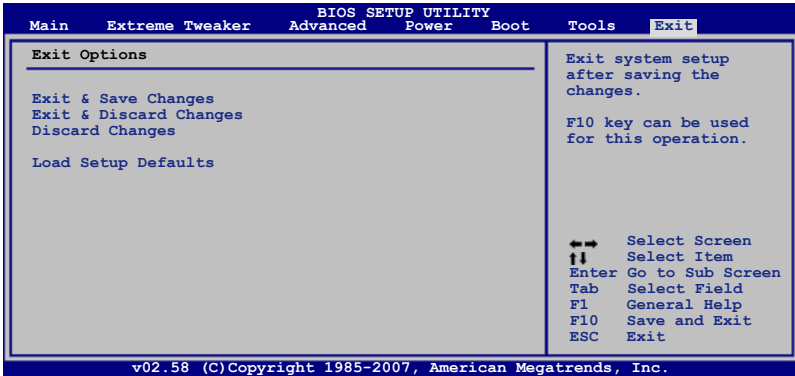 BIOS SETUP UTILITY
Main Extreme Tweaker Advanced Power Boot Tools Exit
Exit Options
Exit & Save Changes
Exit & Discard Changes
Discard Changes
Load Setup Defaults
Exit system setup
after saving the
changes.
F10 key can be used
for this operation.
←→ Select Screen
↑↓ Select Item
Enter Go to Sub Screen
Tab Select Field
F1 General Help
F10 Save and Exit
ESC Exit
v02.58 (C)Copyright 1985-2007, American Megatrends, Inc.